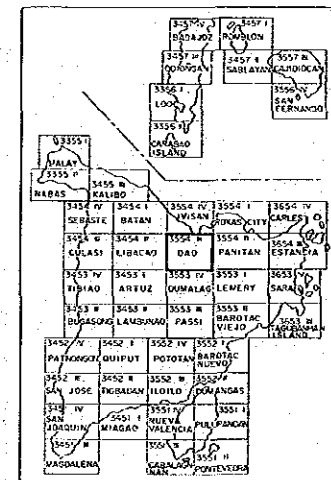 3457 IV 3457 I
BADAJOZ ROMBLON
3457 III 3457 II 3557 III
ODIONGAN SABLAYAN CAJIDIOCAN
3556 I 3556 IV
LOOC SAN FERNANDO
3556 II
CARABAO ISLAND
3355 I
MALAY
3355 II 3455 III
NABAS KALIBO
3454 IV 3454 I 3554 IV 3654 IV
SEBASTE BATAN IVISAN ROXAS CITY CARLES
3454 III 3454 II 3554 III 3554 II 3654 III
CULASI LIBACAO DAO PANITAN ESTANCIA
3453 IV 3453 I 3553 IV 3553 I 3653 IV
TIBIAO ARTUZ DUMALAG LEMERY SARA
3453 III 3453 II 3553 III 3553 II 3653 III
BUGASONG LAMBUNAO PASSI BAROTAC VIEJO TAGUBANHAN ISLAND
3452 IV 3452 I 3552 IV 3552 I
PATNONGON QUIPUT POTOTAN BAROTAC NUEVO
3452 III 3452 II 3552 III 3552 II
SAN JOSE TIGBAUAN ILOILO DUMANGAS
3451 IV 3451 I 3551 IV 3551 I
SAN JOAQUIN MIAGAO NUEVA VALENCIA PULUPANDAN
3451 III 3551 III 3551 II
MAGDALENA CABALAGNAN PONTEVEDRA